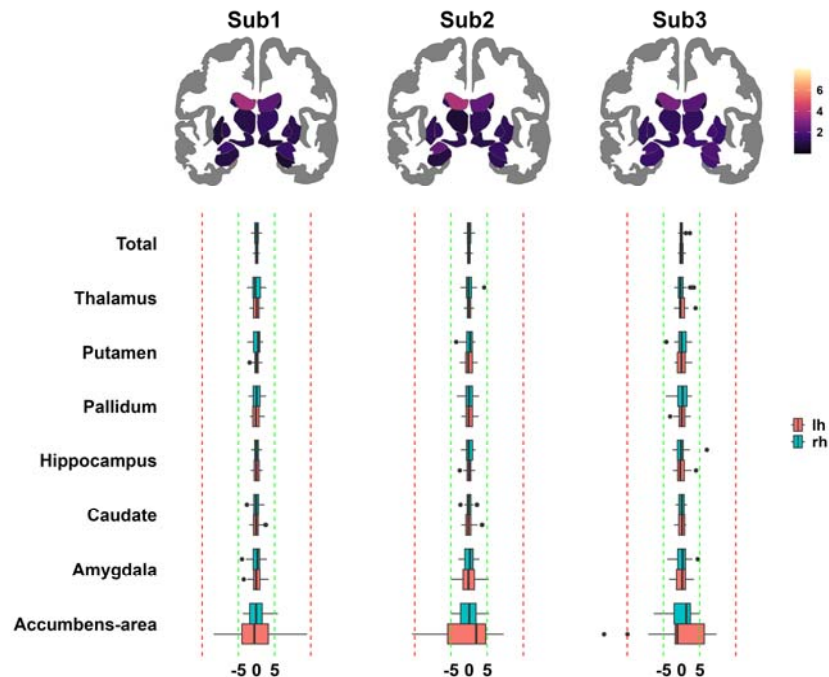 Sub1 Sub2 Sub3
6
4
2
Total
Thalamus
Putamen
Pallidum
Hippocampus
Caudate
Amygdala
Accumbens-area
lh
rh
-5 0 5 -5 0 5 -5 0 5